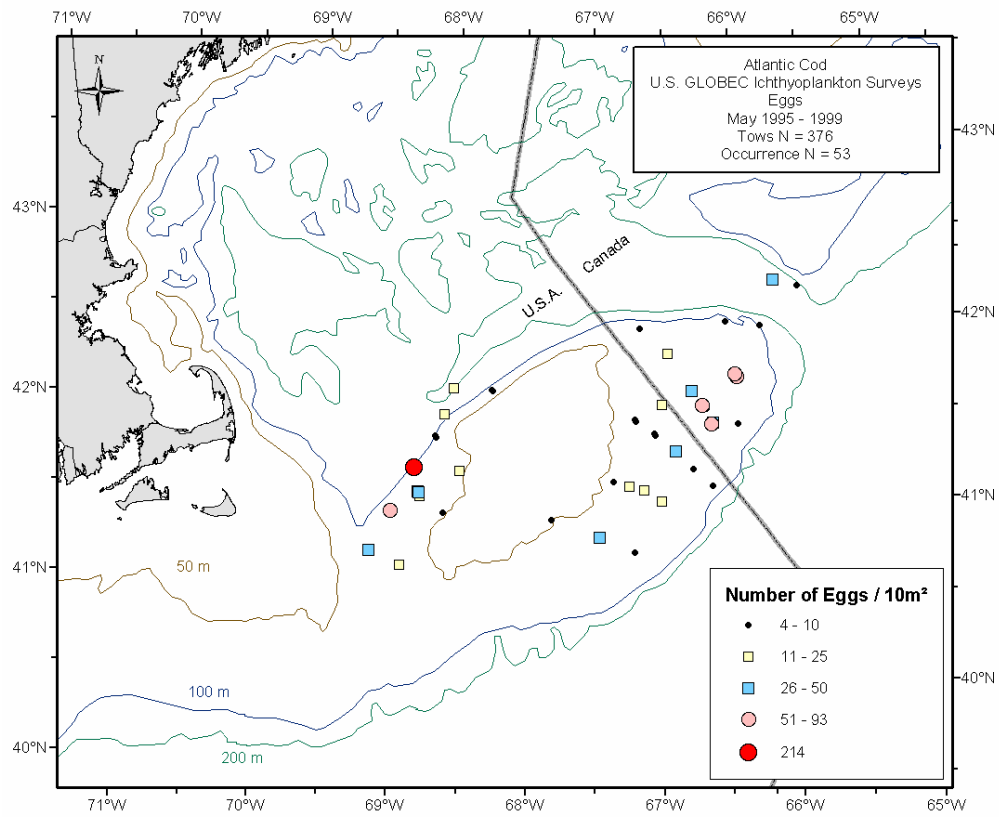 71°W 70°W 69°W 68°W 67°W 66°W 65°W
N
Atlantic Cod
U.S. GLOBEC Ichthyoplankton Surveys
Eggs
May 1995 - 1999
Tows N = 376
Occurrence N = 53
43°N
43°N
Canada
U.S.A.
42°N
42°N
41°N
41°N
50 m
Number of Eggs / 10m²
4 - 10
11 - 25
26 - 50
51 - 93
214
40°N
100 m
200 m
40°N
71°W 70°W 69°W 68°W 67°W 66°W 65°W